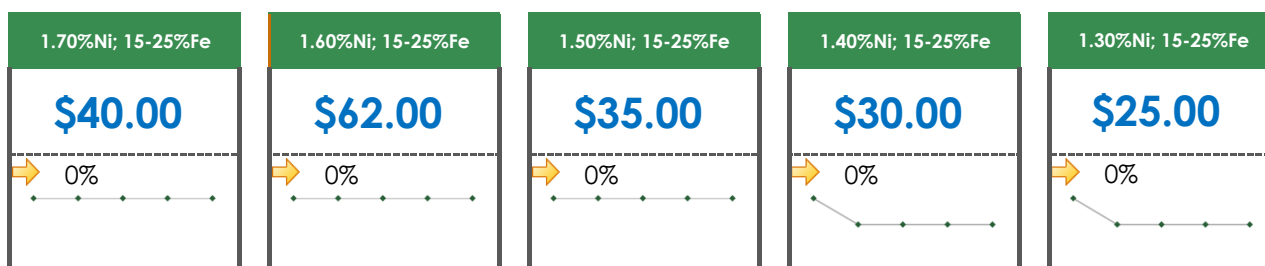 1.70%Ni; 15-25%Fe
$40.00
0%
1.60%Ni; 15-25%Fe
$62.00
0%
1.50%Ni; 15-25%Fe
$35.00
0%
1.40%Ni; 15-25%Fe
$30.00
0%
1.30%Ni; 15-25%Fe
$25.00
0%